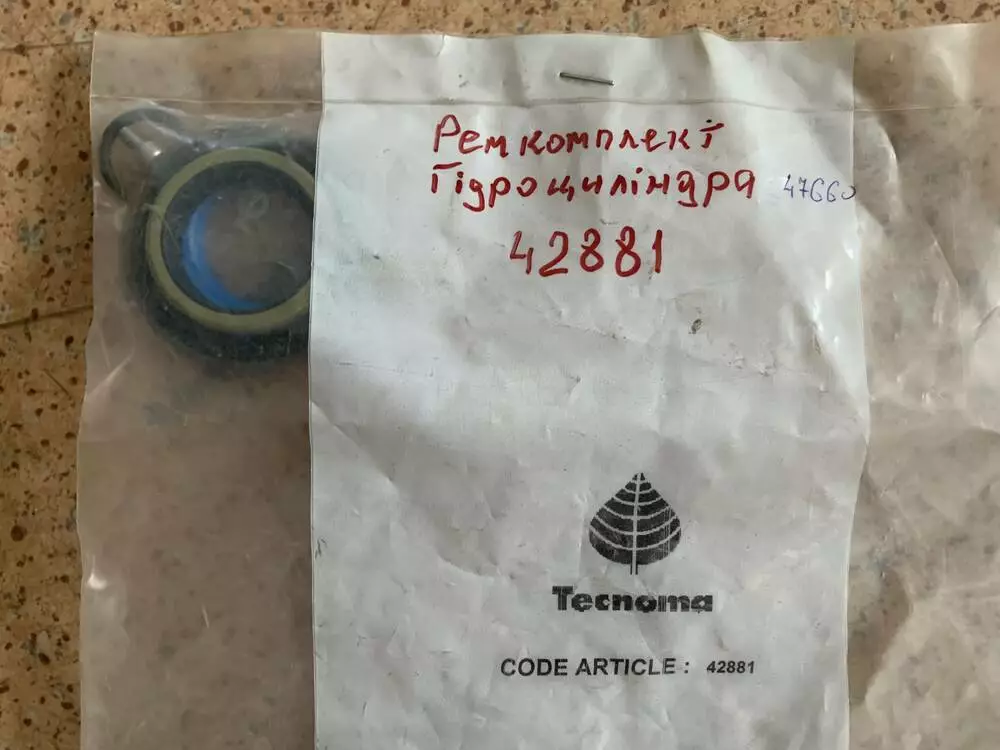 Ремкомплект
Гідроциліндра 47660
42881
Tecnoma
CODE ARTICLE : 42881